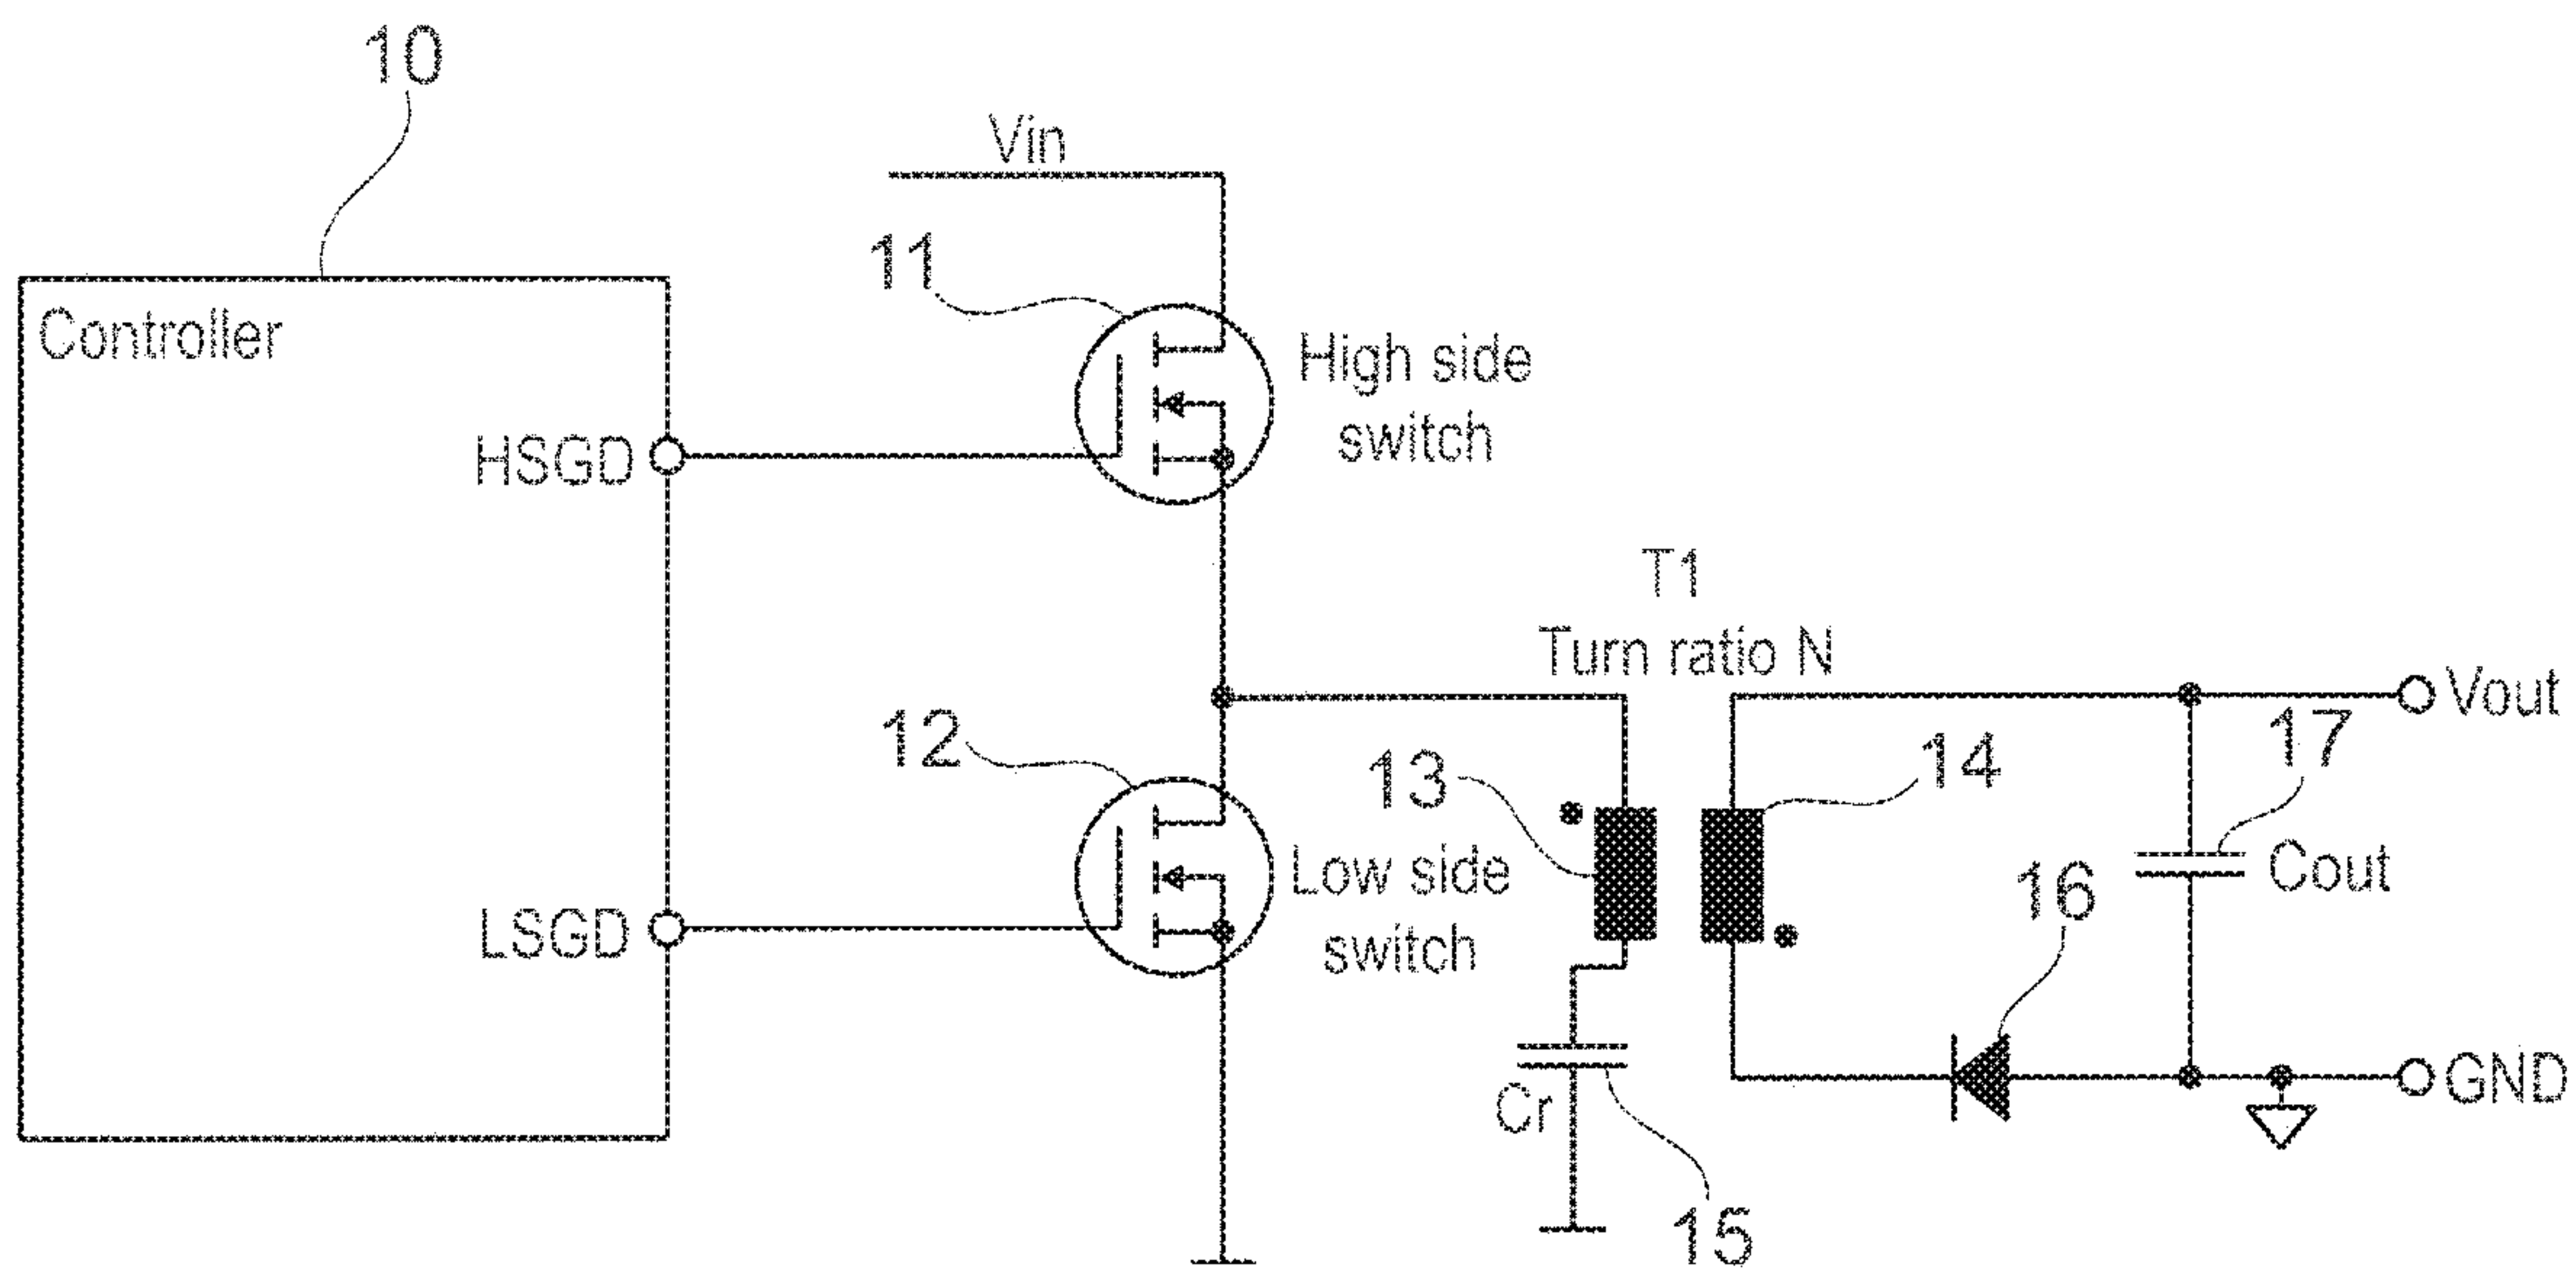 10
Vin
11
Controller
High side
switch
HSGD
T1
Turn ratio N
Vout
12
13
14
17
Low side
switch
Cout
16
LSGD
Cr
GND
15